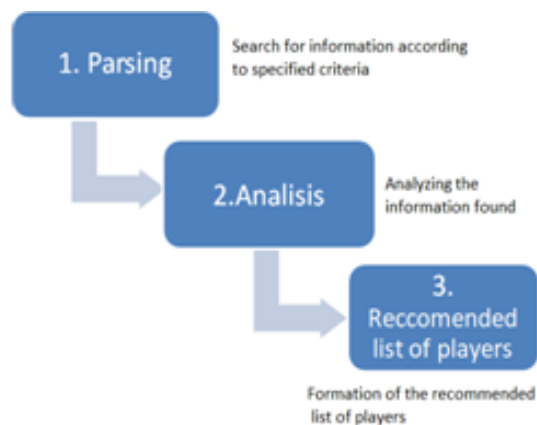 1. Parsing
Search for information according
to specified criteria
2.Analisis
Analyzing the
information found
3.
Reccomended
list of players
Formation of the recommended
list of players